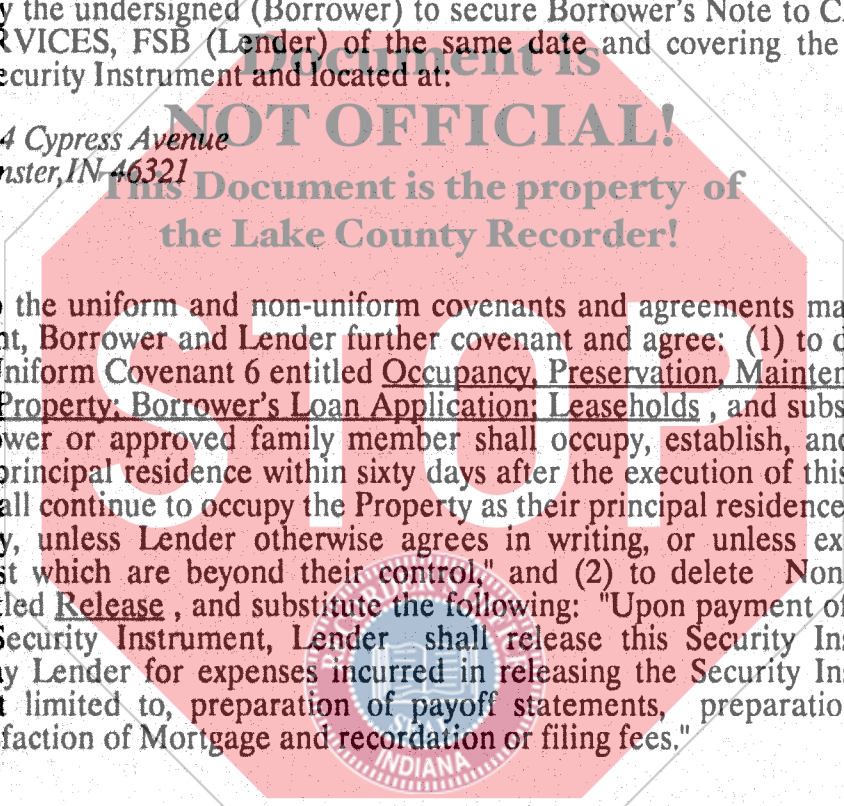 y the undersigned (Borrower) to secure Borrower's Note to C
RVICES, FSB (Lender) of the same date and covering the
ecurity Instrument and located at:
Document is
NOT OFFICIAL!
This Document is the property of
the Lake County Recorder!
4 Cypress Avenue
nster, IN 46321
STOP
the uniform and non-uniform covenants and agreements ma
nt, Borrower and Lender further covenant and agree: (1) to d
niform Covenant 6 entitled Occupancy, Preservation, Mainten
Property; Borrower's Loan Application; Leaseholds , and subs
ower or approved family member shall occupy, establish, and
principal residence within sixty days after the execution of this
all continue to occupy the Property as their principal residence
y, unless Lender otherwise agrees in writing, or unless ex
st which are beyond their control," and (2) to delete Non
led Release , and substitute the following: "Upon payment of
Security Instrument, Lender shall release this Security Ins
ay Lender for expenses incurred in releasing the Security Ins
t limited to, preparation of payoff statements, preparatio
faction of Mortgage and recordation or filing fees."
SEAL
INDIANA